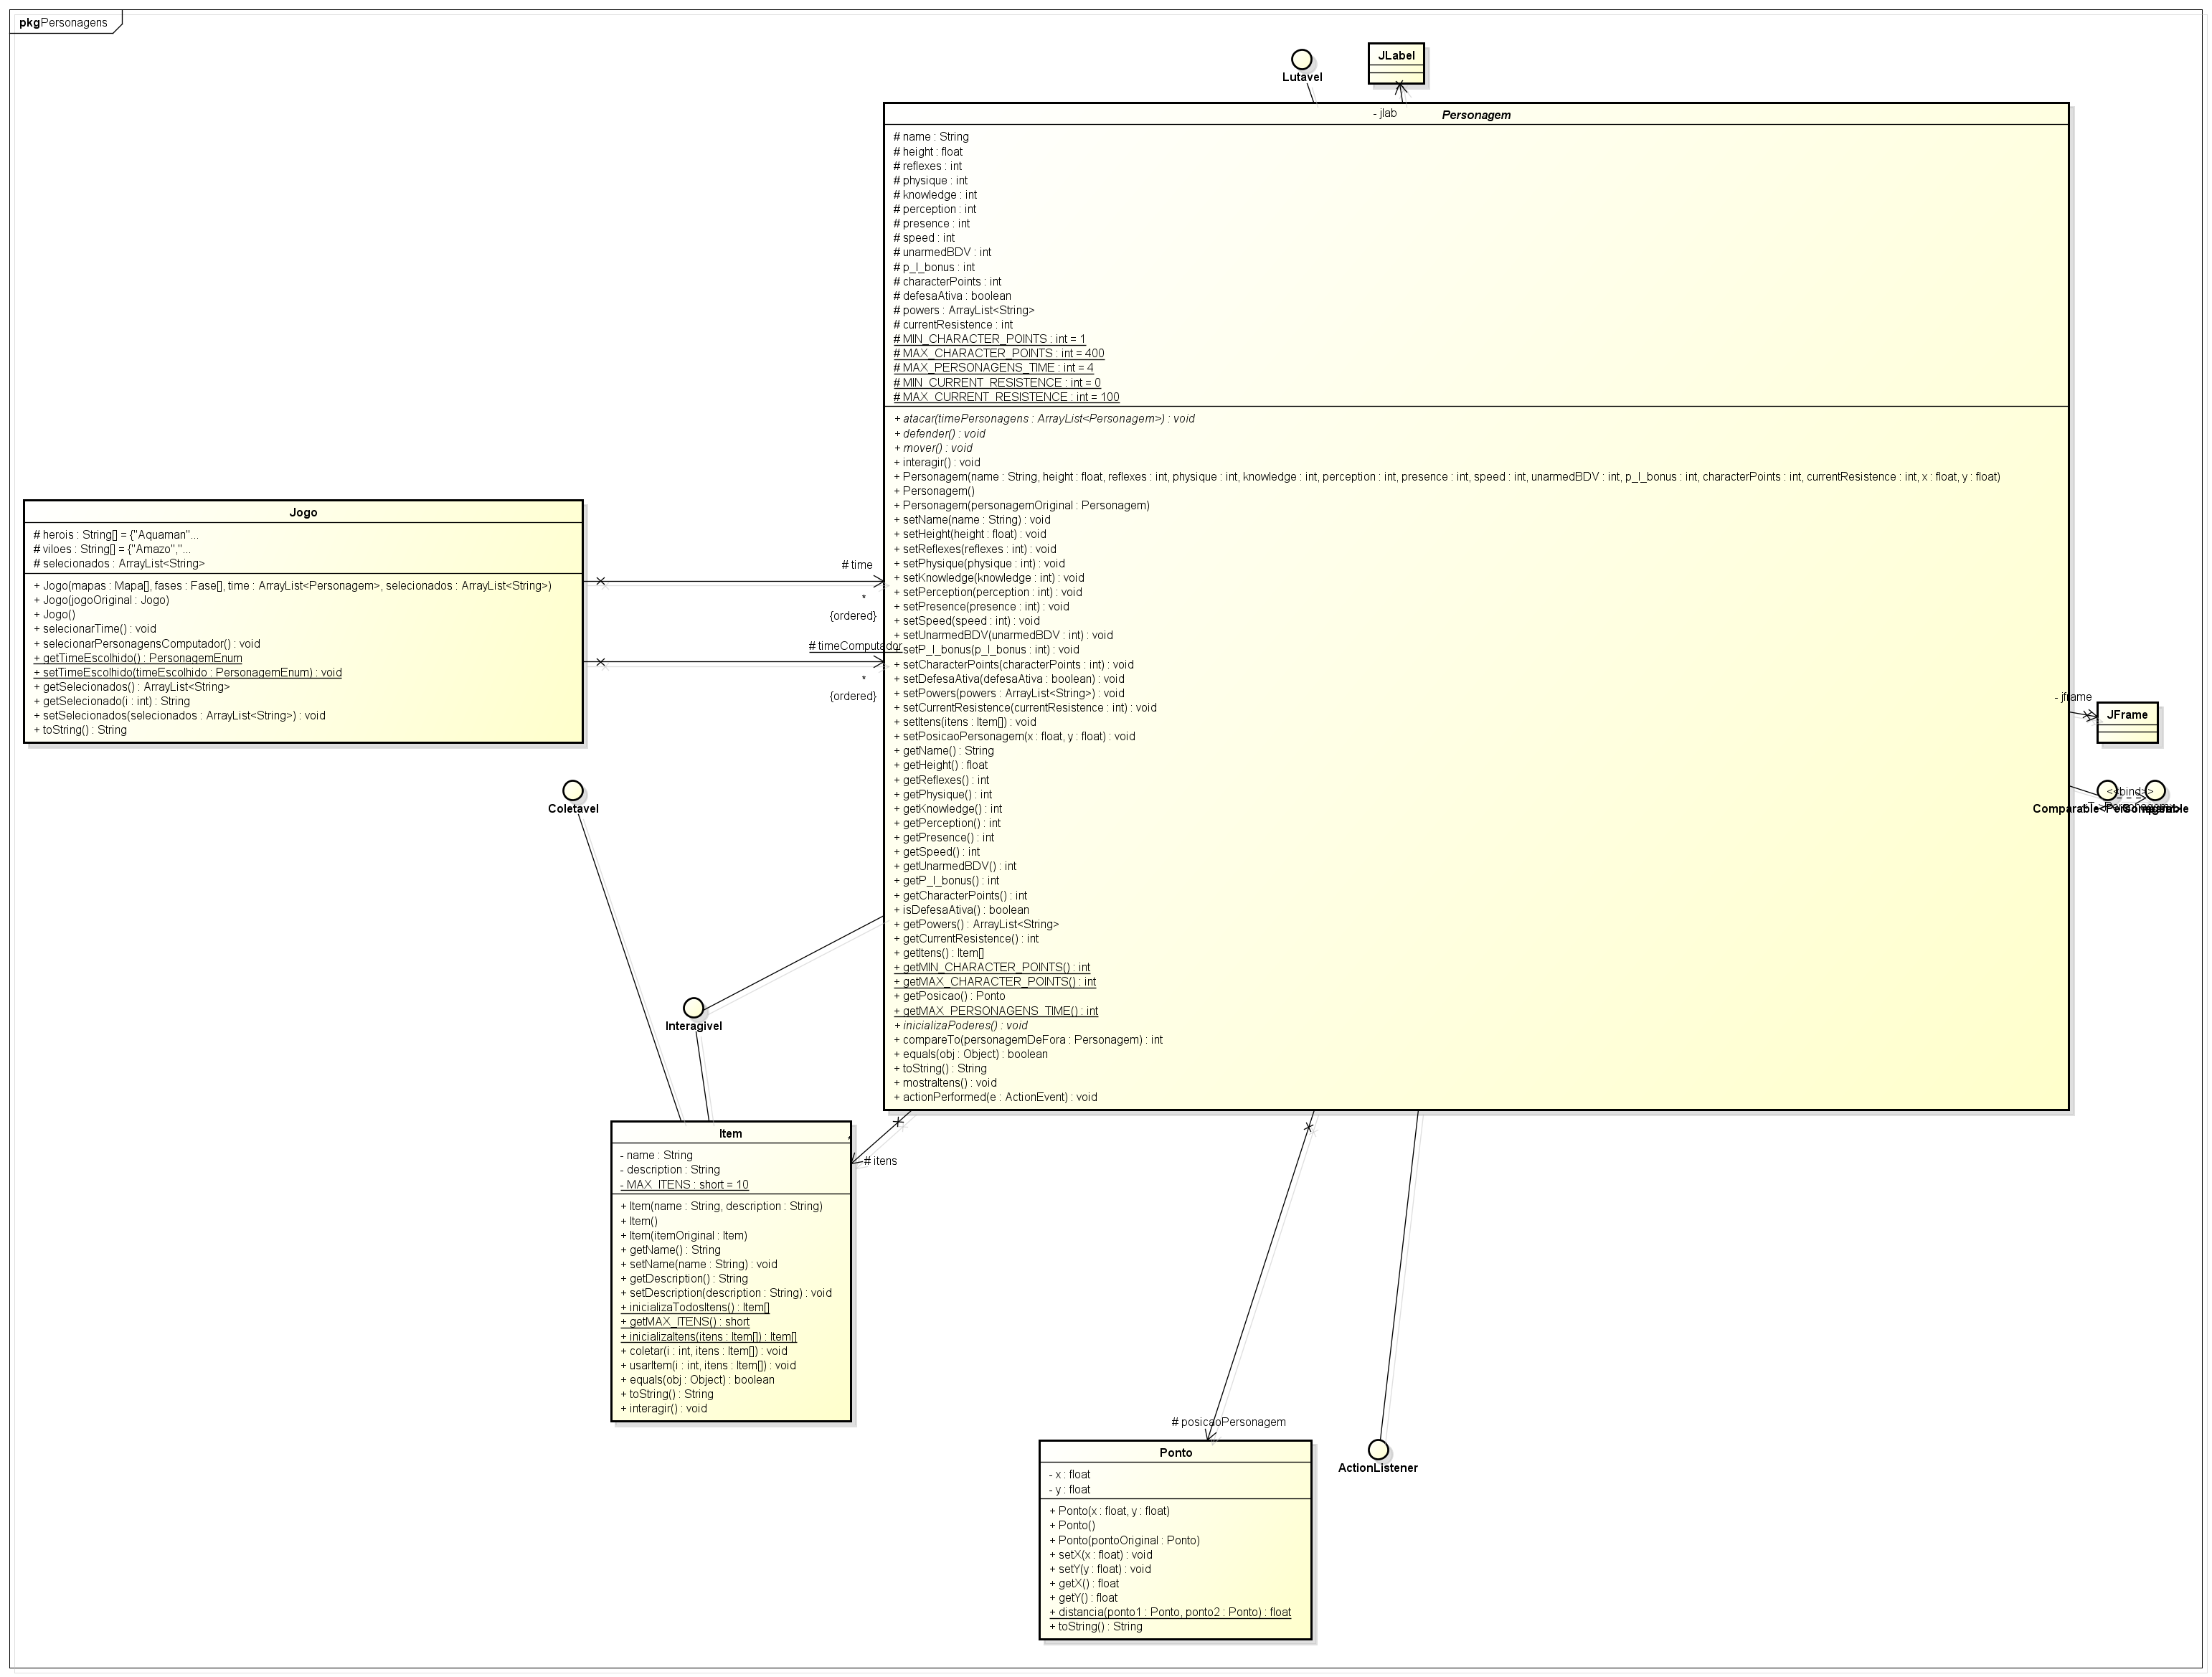 pkg Personagens
Lutavel
JLabel
- jlab
Personagem
# name : String
# height : float
# reflexes : int
# physique : int
# knowledge : int
# perception : int
# presence : int
# speed : int
# unarmedBDV : int
# p_l_bonus : int
# characterPoints : int
# defesaAtiva : boolean
# powers : ArrayList<String>
# currentResistence : int
# MIN_CHARACTER_POINTS : int = 1
# MAX_CHARACTER_POINTS : int = 400
# MAX_PERSONAGENS_TIME : int = 4
# MIN_CURRENT_RESISTENCE : int = 0
# MAX_CURRENT_RESISTENCE : int = 100
+ atacar(timePersonagens : ArrayList<Personagem>) : void
+ defender() : void
+ mover() : void
+ interagir() : void
+ Personagem(name : String, height : float, reflexes : int, physique : int, knowledge : int, perception : int, presence : int, speed : int, unarmedBDV : int, p_l_bonus : int, characterPoints : int, currentResistence : int, x : float, y : float)
+ Personagem()
+ Personagem(personagemOriginal : Personagem)
+ setName(name : String) : void
+ setHeight(height : float) : void
+ setReflexes(reflexes : int) : void
+ setPhysique(physique : int) : void
+ setKnowledge(knowledge : int) : void
+ setPerception(perception : int) : void
+ setPresence(presence : int) : void
+ setSpeed(speed : int) : void
+ setUnarmedBDV(unarmedBDV : int) : void
+ setP_l_bonus(p_l_bonus : int) : void
+ setCharacterPoints(characterPoints : int) : void
+ setDefesaAtiva(defesaAtiva : boolean) : void
+ setPowers(powers : ArrayList<String>) : void
+ setCurrentResistence(currentResistence : int) : void
+ setItens(itens : Item[]) : void
+ setPosicaoPersonagem(x : float, y : float) : void
+ getName() : String
+ getHeight() : float
+ getReflexes() : int
+ getPhysique() : int
+ getKnowledge() : int
+ getPerception() : int
+ getPresence() : int
+ getSpeed() : int
+ getUnarmedBDV() : int
+ getP_l_bonus() : int
+ getCharacterPoints() : int
+ isDefesaAtiva() : boolean
+ getPowers() : ArrayList<String>
+ getCurrentResistence() : int
+ getItens() : Item[]
+ getMIN_CHARACTER_POINTS() : int
+ getMAX_CHARACTER_POINTS() : int
+ getPosicao() : Ponto
+ getMAX_PERSONAGENS_TIME() : int
+ inicializaPoderes() : void
+ compareTo(personagemDeFora : Personagem) : int
+ equals(obj : Object) : boolean
+ toString() : String
+ mostraItens() : void
+ actionPerformed(e : ActionEvent) : void
Jogo
# herois : String[] = {"Aquaman"...
# viloes : String[] = {"Amazo","...
# selecionados : ArrayList<String>
+ Jogo(mapas : Mapa[], fases : Fase[], time : ArrayList<Personagem>, selecionados : ArrayList<String>)
+ Jogo(jogoOriginal : Jogo)
+ Jogo()
+ selecionarTime() : void
+ selecionarPersonagensComputador() : void
+ getTimeEscolhido() : PersonagemEnum
+ setTimeEscolhido(timeEscolhido : PersonagemEnum) : void
+ getSelecionados() : ArrayList<String>
+ getSelecionado(i : int) : String
+ setSelecionados(selecionados : ArrayList<String>) : void
+ toString() : String
# time
*
{ordered}
# timeComputador
*
{ordered}
- jframe
JFrame
<<bind>>
Comparable<Personagem>
Comparable
Coletavel
Interagivel
# itens
Item
- name : String
- description : String
- MAX_ITENS : short = 10
+ Item(name : String, description : String)
+ Item()
+ Item(itemOriginal : Item)
+ getName() : String
+ setName(name : String) : void
+ getDescription() : String
+ setDescription(description : String) : void
+ inicializaTodosItens() : Item[]
+ getMAX_ITENS() : short
+ inicializaItens(itens : Item[]) : Item[]
+ coletar(i : int, itens : Item[]) : void
+ usarItem(i : int, itens : Item[]) : void
+ equals(obj : Object) : boolean
+ toString() : String
+ interagir() : void
# posicaoPersonagem
Ponto
- x : float
- y : float
+ Ponto(x : float, y : float)
+ Ponto()
+ Ponto(pontoOriginal : Ponto)
+ setX(x : float) : void
+ setY(y : float) : void
+ getX() : float
+ getY() : float
+ distancia(ponto1 : Ponto, ponto2 : Ponto) : float
+ toString() : String
ActionListener